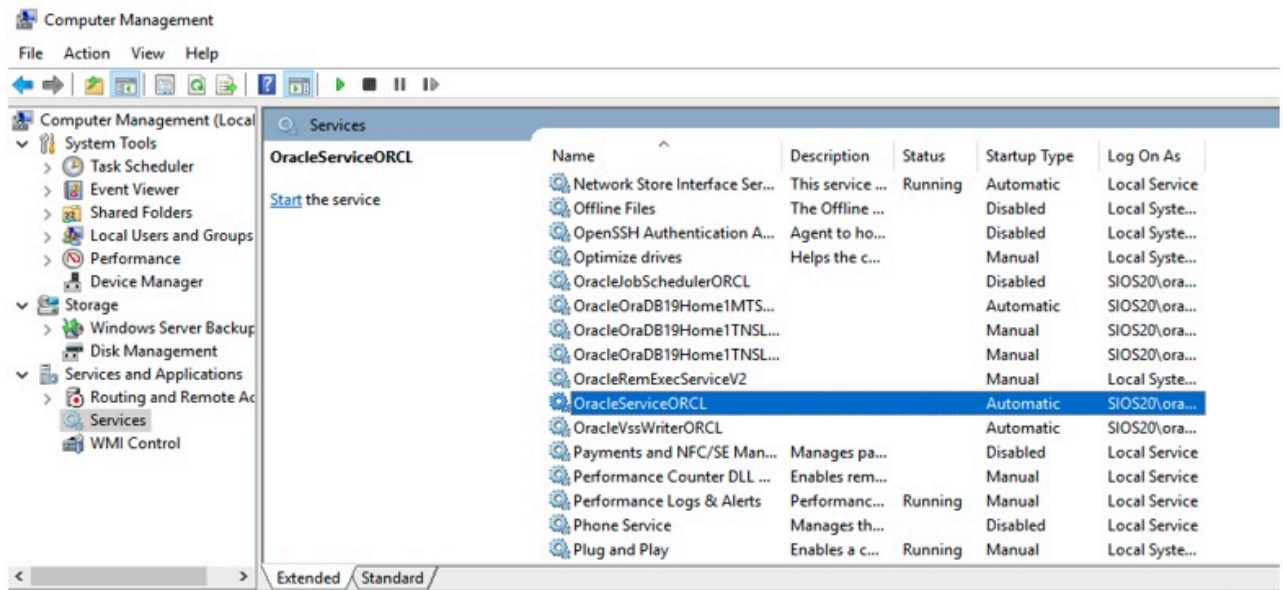 Computer Management
File Action View Help
Computer Management (Local
System Tools
Task Scheduler
Event Viewer
Shared Folders
Local Users and Groups
Performance
Device Manager
Storage
Windows Server Backup
Disk Management
Services and Applications
Routing and Remote Ac
Services
WMI Control
Services
OracleServiceORCL
Start the service
Name Description Status Startup Type Log On As
Network Store Interface Ser... This service ... Running Automatic Local Service
Offline Files The Offline ... Disabled Local Syste...
OpenSSH Authentication A... Agent to ho... Disabled Local Syste...
Optimize drives Helps the c... Manual Local Syste...
OracleJobSchedulerORCL Disabled SIOS20\ora...
OracleOraDB19Home1MTS... Automatic SIOS20\ora...
OracleOraDB19Home1TNSL... Manual SIOS20\ora...
OracleOraDB19Home1TNSL... Manual SIOS20\ora...
OracleRemExecServiceV2 Manual Local Syste...
OracleServiceORCL Automatic SIOS20\ora...
OracleVssWriterORCL Automatic SIOS20\ora...
Payments and NFC/SE Man... Manages pa... Disabled Local Service
Performance Counter DLL ... Enables rem... Manual Local Service
Performance Logs & Alerts Performanc... Running Manual Local Service
Phone Service Manages th... Disabled Local Service
Plug and Play Enables a c... Running Manual Local Syste...
Extended Standard